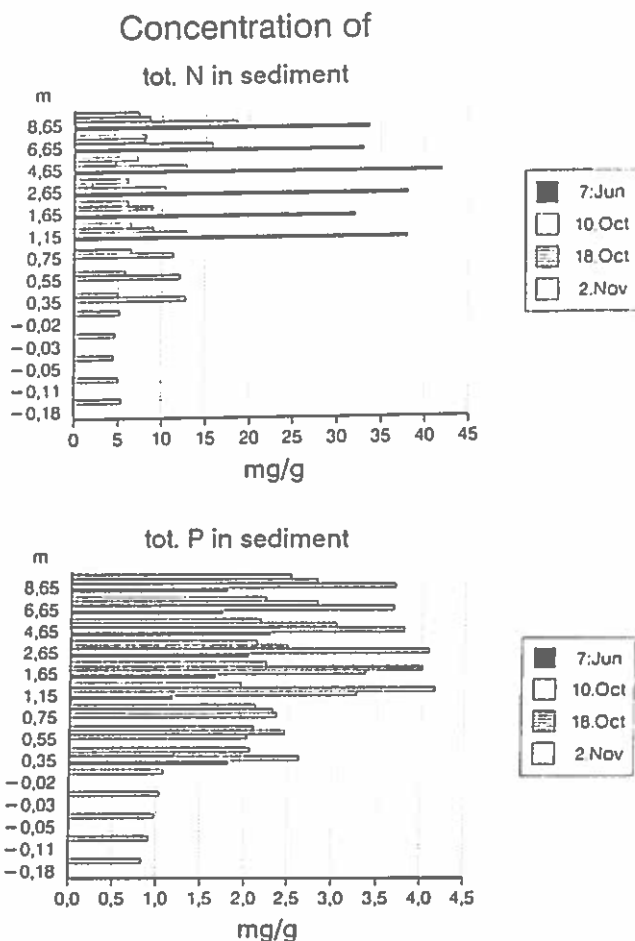 Concentration of
tot. N in sediment
m
8,65
6,65
4,65
2,65
1,65
1,15
0,75
0,55
0,35
−0,02
−0,03
−0,05
−0,11
−0,18
0 5 10 15 20 25 30 35 40 45
mg/g
7:Jun
10.Oct
18.Oct
2.Nov
tot. P in sediment
m
8,65
6,65
4,65
2,65
1,65
1,15
0,75
0,55
0,35
−0,02
−0,03
−0,05
−0,11
−0,18
0,0 0,5 1,0 1,5 2,0 2,5 3,0 3,5 4,0 4,5
mg/g
7:Jun
10.Oct
18.Oct
2.Nov